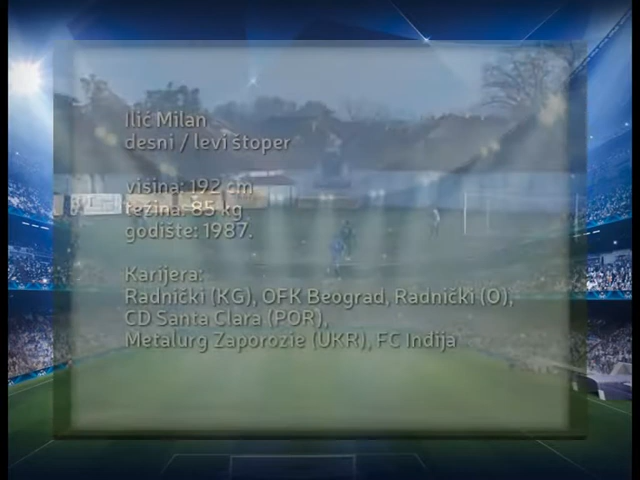 Ilić Milan
desni / levi štoper
visina: 192 cm
težina: 85 kg
godište: 1987.
Karijera:
Radnički (KG), OFK Beograd, Radnički (O),
CD Santa Clara (POR),
Metalurg Zaporožie (UKR), FC Inđija